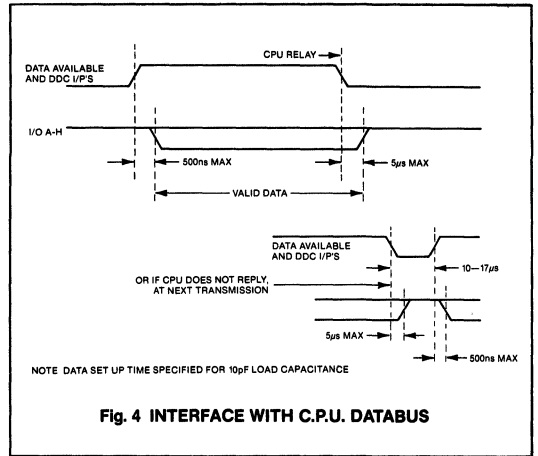 CPU RELAY
DATA AVAILABLE
AND DDC I/P'S
I/O A-H
500ns MAX
5µs MAX
VALID DATA
DATA AVAILABLE
AND DDC I/P'S
10—17µs
OR IF CPU DOES NOT REPLY,
AT NEXT TRANSMISSION
5µs MAX
500ns MAX
NOTE DATA SET UP TIME SPECIFIED FOR 10pF LOAD CAPACITANCE
Fig. 4 INTERFACE WITH C.P.U. DATABUS